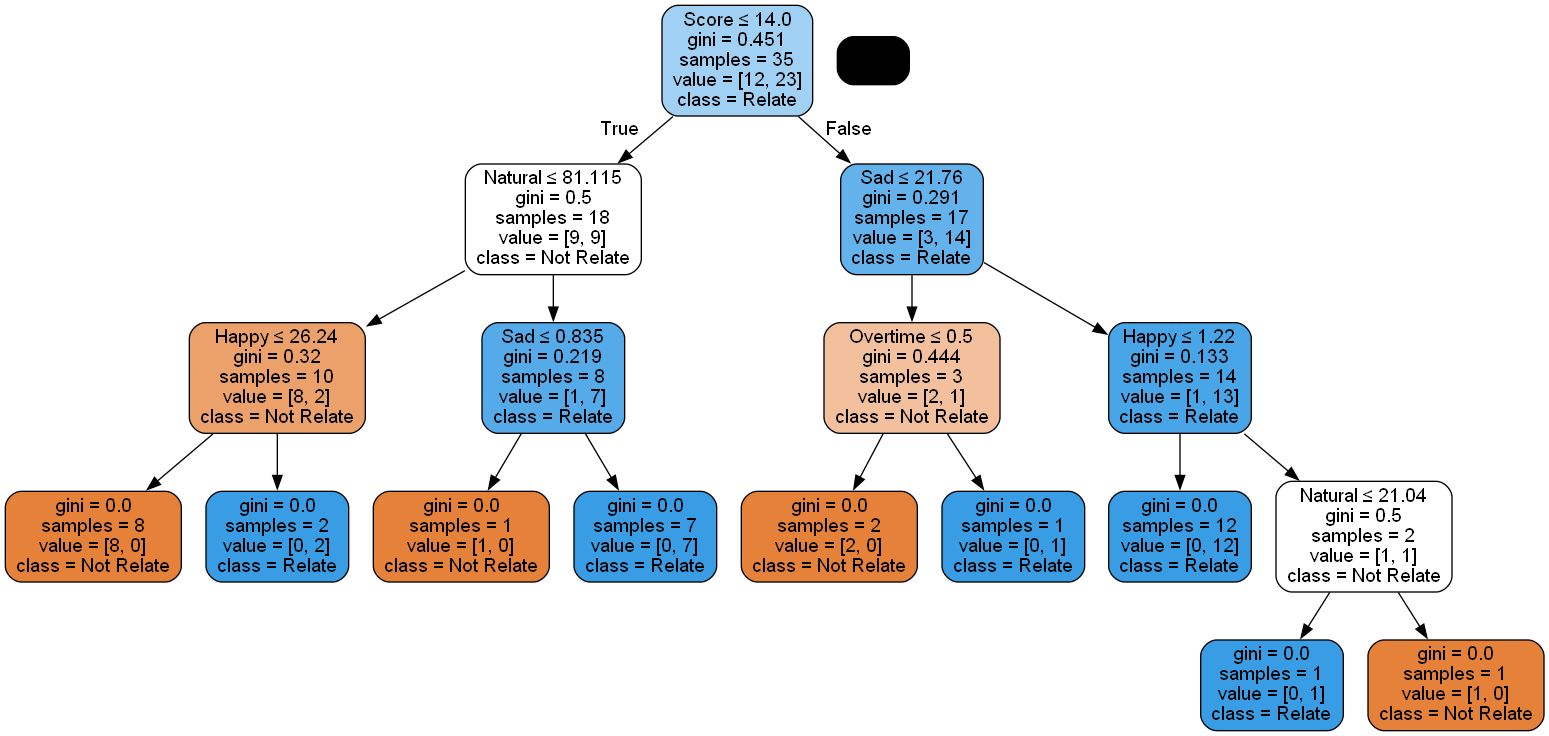 Score ≤ 14.0
gini = 0.451
samples = 35
value = [12, 23]
class = Relate
True
False
Natural ≤ 81.115
gini = 0.5
samples = 18
value = [9, 9]
class = Not Relate
Sad ≤ 21.76
gini = 0.291
samples = 17
value = [3, 14]
class = Relate
Happy ≤ 26.24
gini = 0.32
samples = 10
value = [8, 2]
class = Not Relate
Sad ≤ 0.835
gini = 0.219
samples = 8
value = [1, 7]
class = Relate
Overtime ≤ 0.5
gini = 0.444
samples = 3
value = [2, 1]
class = Not Relate
Happy ≤ 1.22
gini = 0.133
samples = 14
value = [1, 13]
class = Relate
gini = 0.0
samples = 8
value = [8, 0]
class = Not Relate
gini = 0.0
samples = 2
value = [0, 2]
class = Relate
gini = 0.0
samples = 1
value = [1, 0]
class = Not Relate
gini = 0.0
samples = 7
value = [0, 7]
class = Relate
gini = 0.0
samples = 2
value = [2, 0]
class = Not Relate
gini = 0.0
samples = 1
value = [0, 1]
class = Relate
gini = 0.0
samples = 12
value = [0, 12]
class = Relate
Natural ≤ 21.04
gini = 0.5
samples = 2
value = [1, 1]
class = Not Relate
gini = 0.0
samples = 1
value = [0, 1]
class = Relate
gini = 0.0
samples = 1
value = [1, 0]
class = Not Relate